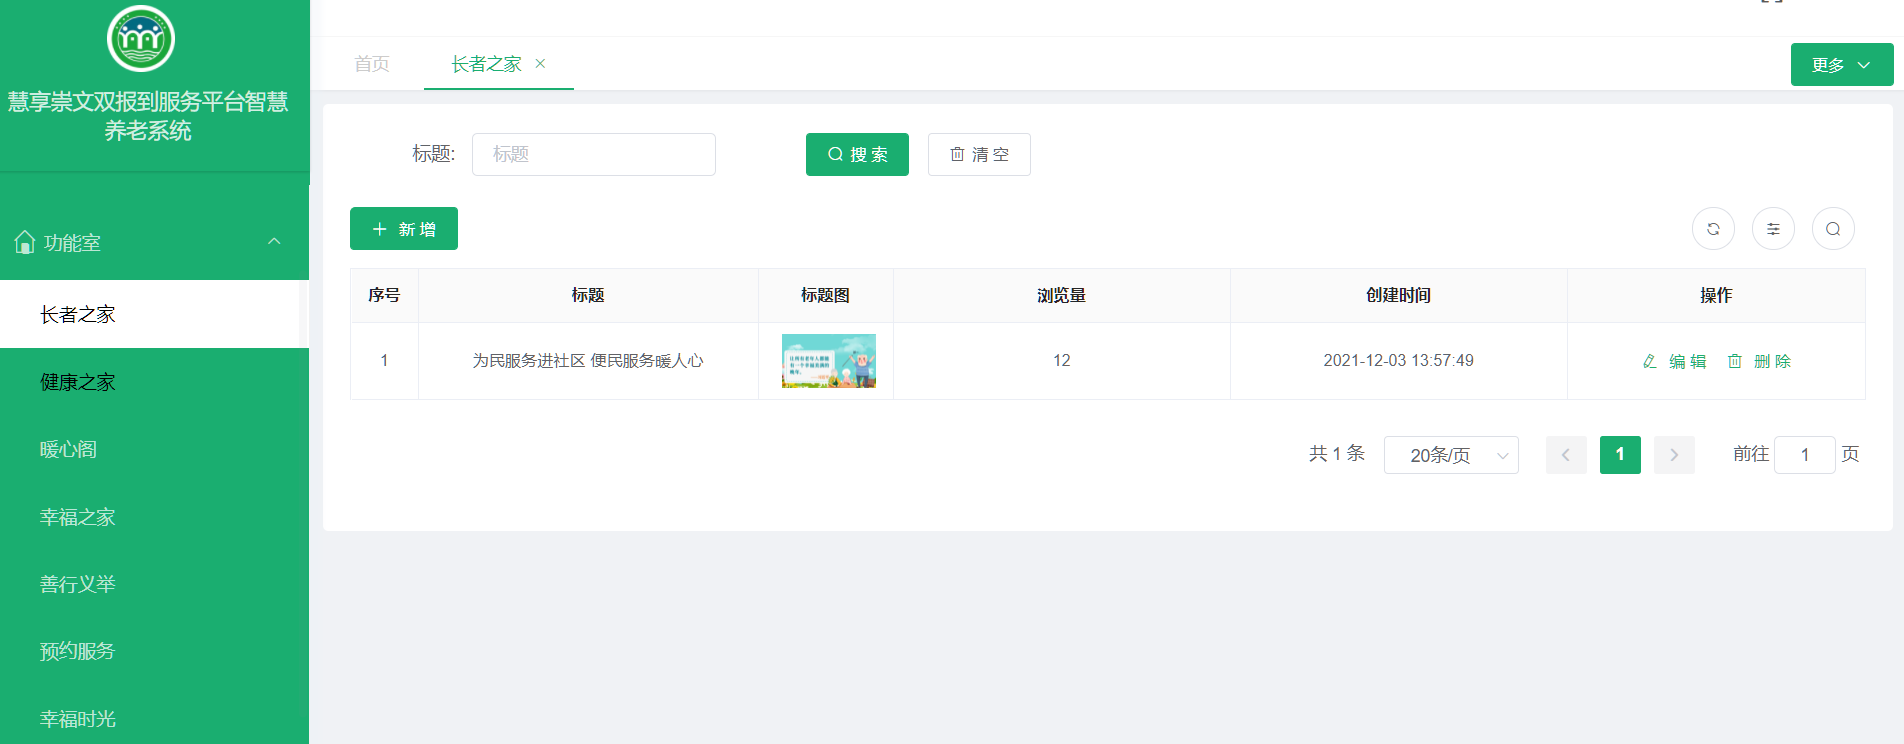 慧享崇文双报到服务平台智慧
养老系统
功能室
长者之家
健康之家
暖心阁
幸福之家
善行义举
预约服务
幸福时光
首页 长者之家 更多
标题: 标题 搜索 清空
新增
序号 标题 标题图 浏览量 创建时间 操作
1 为民服务进社区 便民服务暖人心 12 2021-12-03 13:57:49 编辑 删除
共 1 条 20条/页 1 前往 1 页